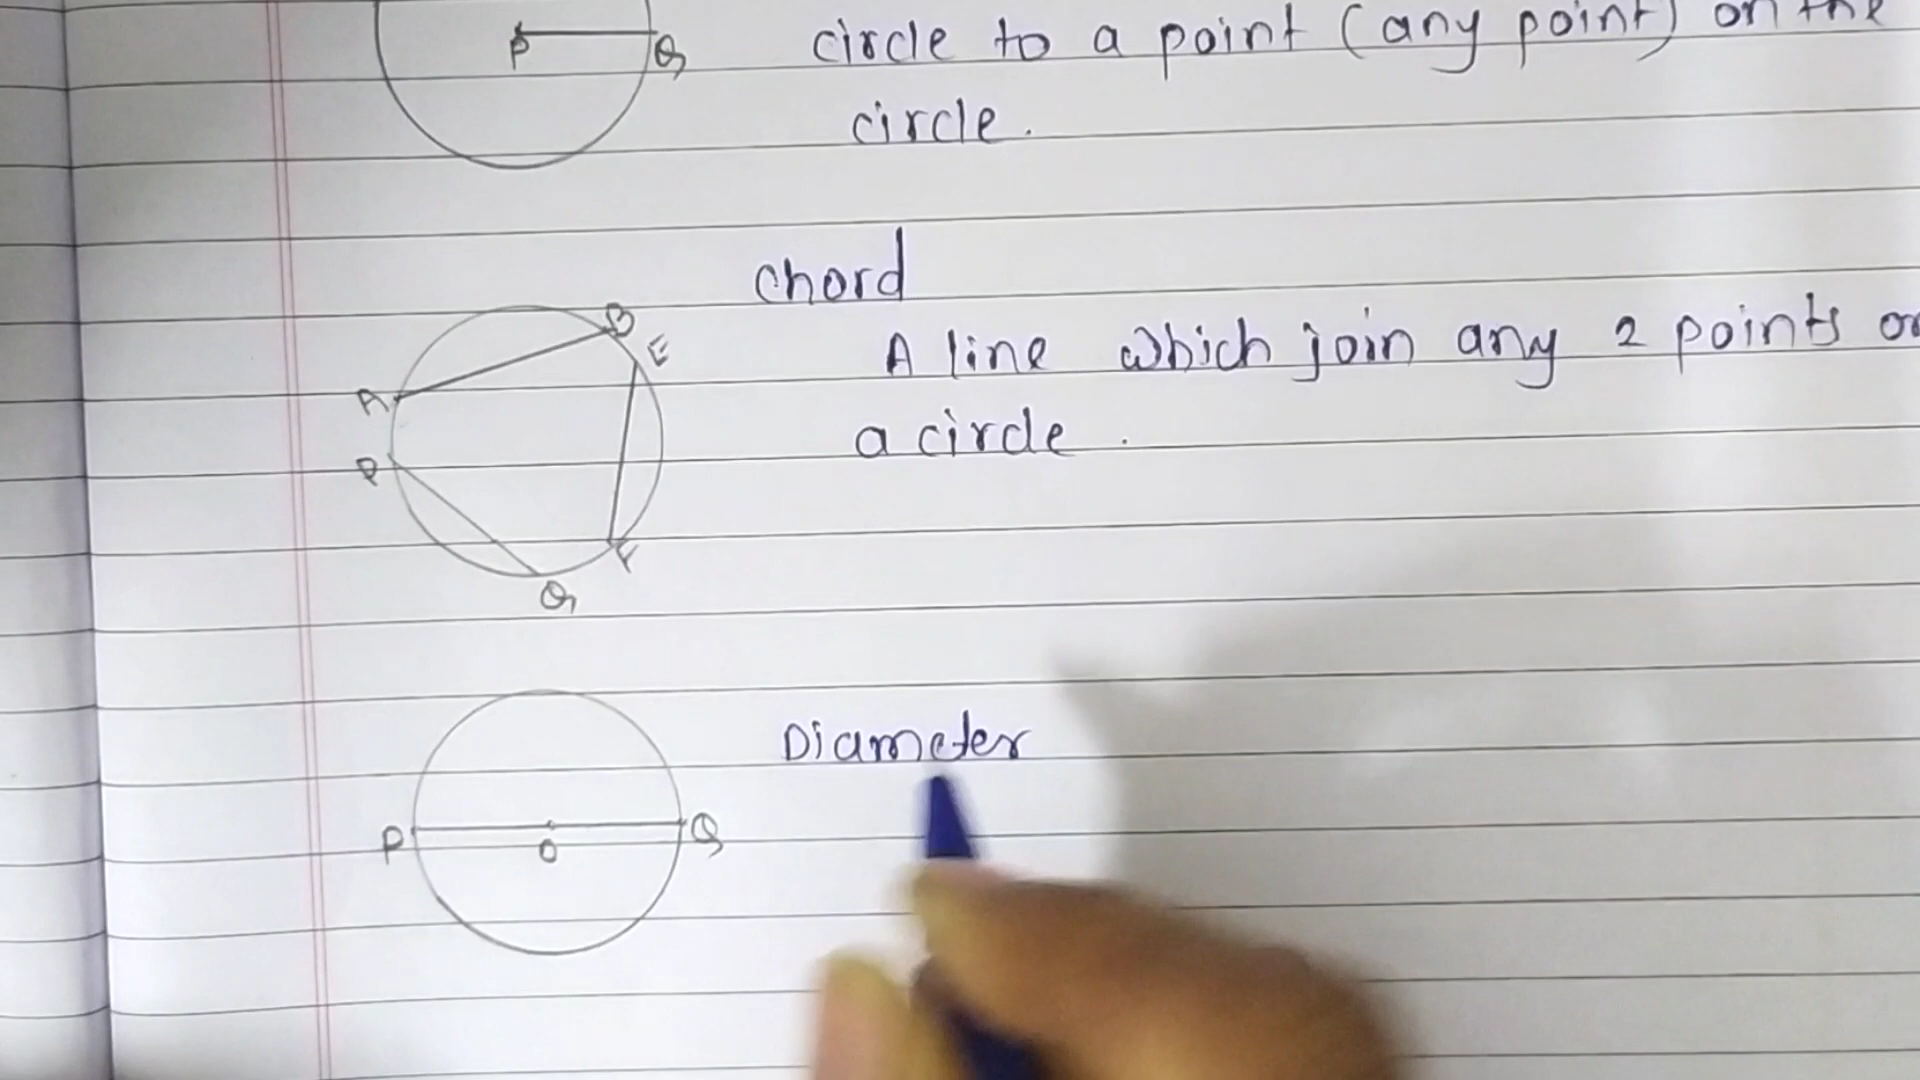 circle to a point (any point) on the
P Q
circle.
chord
B
E
A line which join any 2 points on
A
a circle.
P
F
Q
Diameter
P O Q